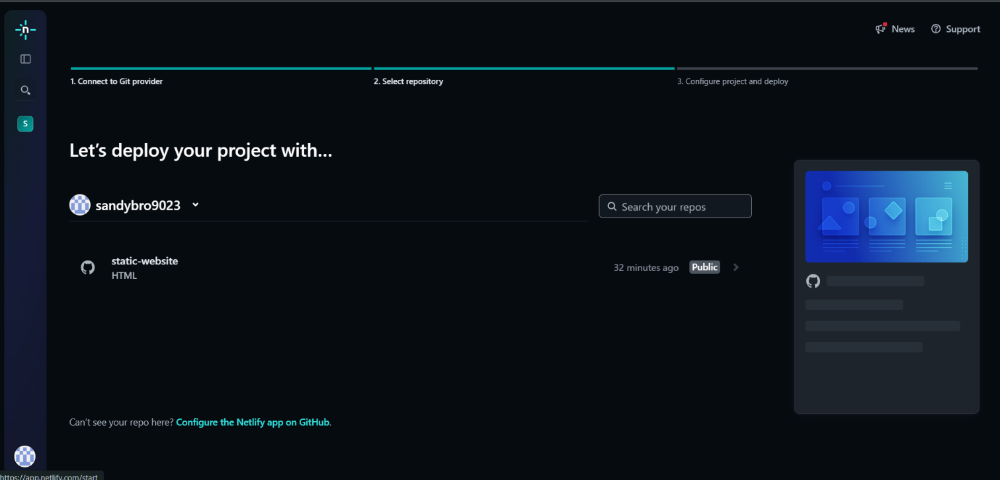 n
News
Support
1. Connect to Git provider
2. Select repository
3. Configure project and deploy
S
Let's deploy your project with…
sandybro9023
Search your repos
static-website
HTML
32 minutes ago
Public
Can't see your repo here? Configure the Netlify app on GitHub.
https://app.netlify.com/start